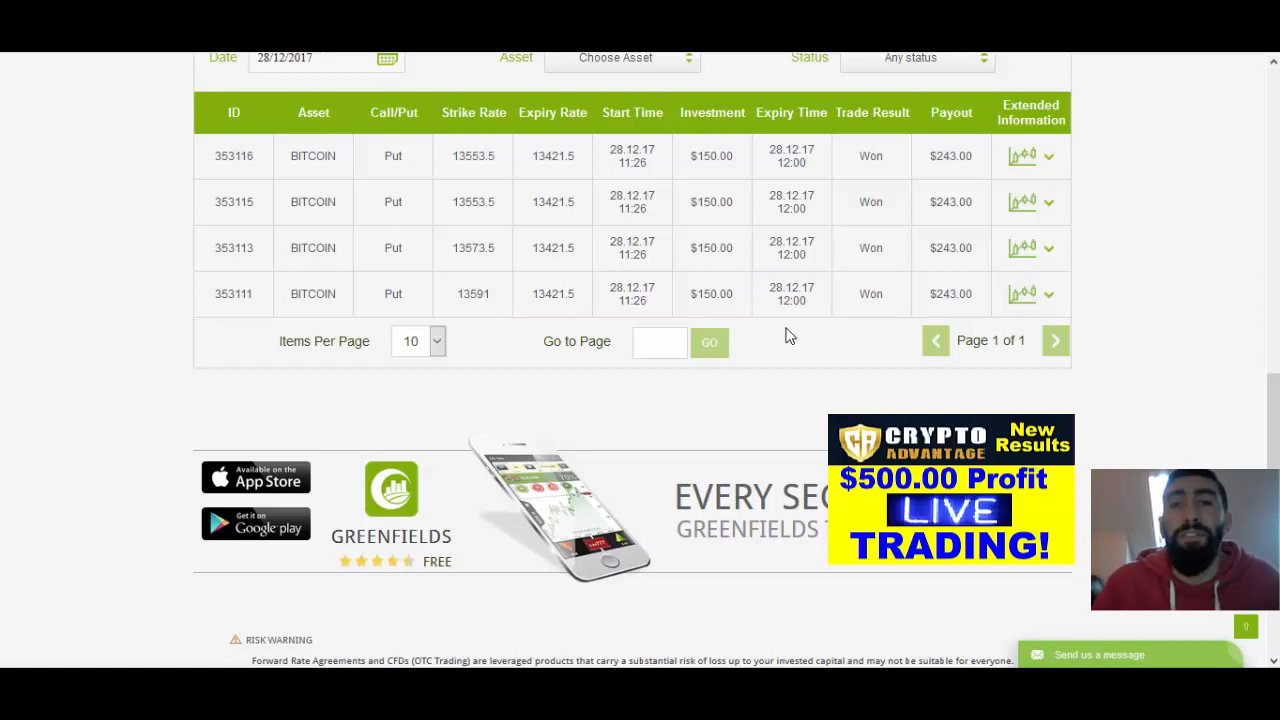 Date 28/12/2017 Asset Choose Asset Status Any status
ID Asset Call/Put Strike Rate Expiry Rate Start Time Investment Expiry Time Trade Result Payout Extended Information
353116 BITCOIN Put 13553.5 13421.5 28.12.17 11:26 $150.00 28.12.17 12:00 Won $243.00
353115 BITCOIN Put 13553.5 13421.5 28.12.17 11:26 $150.00 28.12.17 12:00 Won $243.00
353113 BITCOIN Put 13573.5 13421.5 28.12.17 11:26 $150.00 28.12.17 12:00 Won $243.00
353111 BITCOIN Put 13591 13421.5 28.12.17 11:26 $150.00 28.12.17 12:00 Won $243.00
Items Per Page 10 Go to Page GO Page 1 of 1
Available on the
App Store
Get it on
Google play
GREENFIELDS
FREE
EVERY SEC
GREENFIELDS
CA CRYPTO
ADVANTAGE
New
Results
$500.00 Profit
LIVE
TRADING!
RISK WARNING
Forward Rate Agreements and CFDs (OTC Trading) are leveraged products that carry a substantial risk of loss up to your invested capital and may not be suitable for everyone.
Send us a message